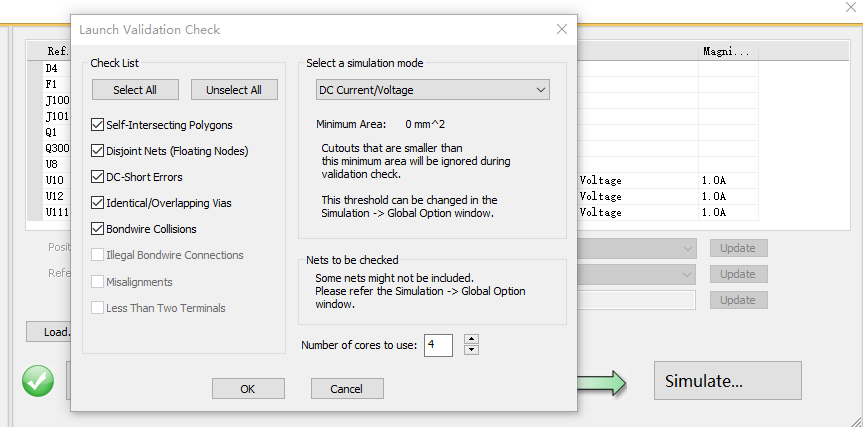 Launch Validation Check
Check List
Select All
Unselect All
Self-Intersecting Polygons
Disjoint Nets (Floating Nodes)
DC-Short Errors
Identical/Overlapping Vias
Bondwire Collisions
Illegal Bondwire Connections
Misalignments
Less Than Two Terminals
Select a simulation mode
DC Current/Voltage
Minimum Area: 0 mm^2
Cutouts that are smaller than
this minimum area will be ignored during
validation check.
This threshold can be changed in the
Simulation -> Global Option window.
Nets to be checked
Some nets might not be included.
Please refer the Simulation -> Global Option
window.
Number of cores to use: 4
OK
Cancel
Ref.
Magni...
D4
F1
J100
J101
Q1
Q300
U8
U10 Voltage 1.0A
U12 Voltage 1.0A
U111 Voltage 1.0A
Posit
Update
Refe
Update
Update
Load.
Simulate...